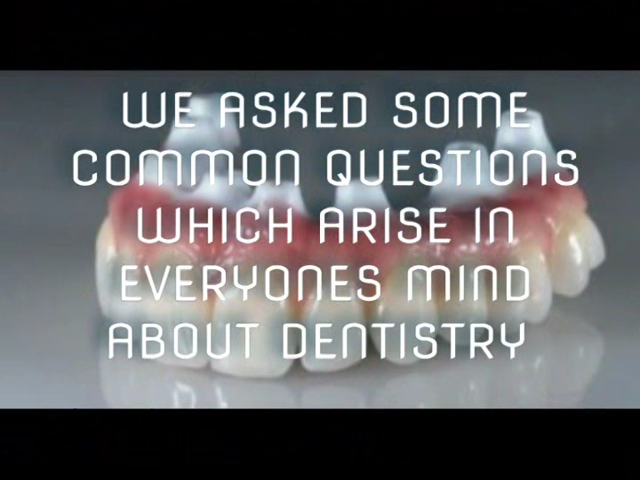 WE ASKED SOME
COMMON QUESTIONS
WHICH ARISE IN
EVERYONES MIND
ABOUT DENTISTRY